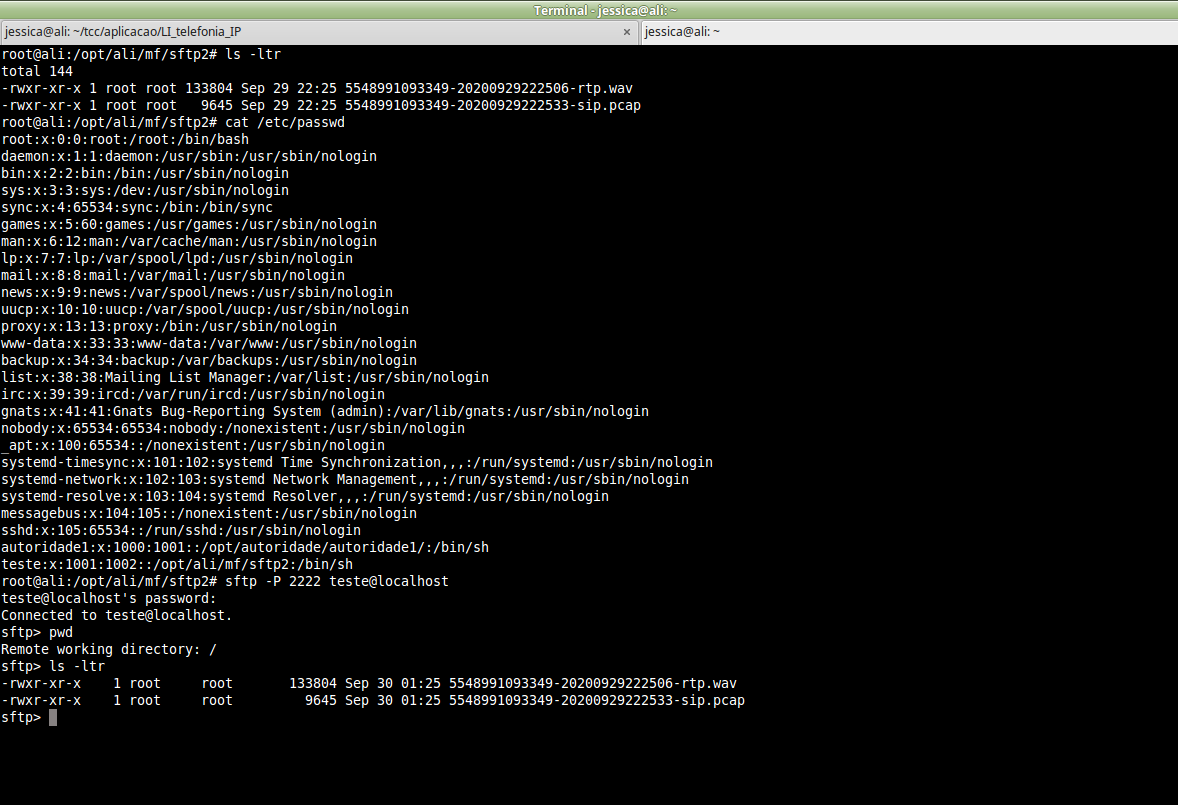 Terminal - jessica@ali: ~
jessica@ali: ~/tcc/aplicacao/LI_telefonia_IP × jessica@ali: ~
root@ali:/opt/ali/mf/sftp2# ls -ltr
total 144
-rwxr-xr-x 1 root root 133804 Sep 29 22:25 5548991093349-20200929222506-rtp.wav
-rwxr-xr-x 1 root root   9645 Sep 29 22:25 5548991093349-20200929222533-sip.pcap
root@ali:/opt/ali/mf/sftp2# cat /etc/passwd
root:x:0:0:root:/root:/bin/bash
daemon:x:1:1:daemon:/usr/sbin:/usr/sbin/nologin
bin:x:2:2:bin:/bin:/usr/sbin/nologin
sys:x:3:3:sys:/dev:/usr/sbin/nologin
sync:x:4:65534:sync:/bin:/bin/sync
games:x:5:60:games:/usr/games:/usr/sbin/nologin
man:x:6:12:man:/var/cache/man:/usr/sbin/nologin
lp:x:7:7:lp:/var/spool/lpd:/usr/sbin/nologin
mail:x:8:8:mail:/var/mail:/usr/sbin/nologin
news:x:9:9:news:/var/spool/news:/usr/sbin/nologin
uucp:x:10:10:uucp:/var/spool/uucp:/usr/sbin/nologin
proxy:x:13:13:proxy:/bin:/usr/sbin/nologin
www-data:x:33:33:www-data:/var/www:/usr/sbin/nologin
backup:x:34:34:backup:/var/backups:/usr/sbin/nologin
list:x:38:38:Mailing List Manager:/var/list:/usr/sbin/nologin
irc:x:39:39:ircd:/var/run/ircd:/usr/sbin/nologin
gnats:x:41:41:Gnats Bug-Reporting System (admin):/var/lib/gnats:/usr/sbin/nologin
nobody:x:65534:65534:nobody:/nonexistent:/usr/sbin/nologin
_apt:x:100:65534::/nonexistent:/usr/sbin/nologin
systemd-timesync:x:101:102:systemd Time Synchronization,,,:/run/systemd:/usr/sbin/nologin
systemd-network:x:102:103:systemd Network Management,,,:/run/systemd:/usr/sbin/nologin
systemd-resolve:x:103:104:systemd Resolver,,,:/run/systemd:/usr/sbin/nologin
messagebus:x:104:105::/nonexistent:/usr/sbin/nologin
sshd:x:105:65534::/run/sshd:/usr/sbin/nologin
autoridade1:x:1000:1001::/opt/autoridade/autoridade1/:/bin/sh
teste:x:1001:1002::/opt/ali/mf/sftp2:/bin/sh
root@ali:/opt/ali/mf/sftp2# sftp -P 2222 teste@localhost
teste@localhost's password:
Connected to teste@localhost.
sftp> pwd
Remote working directory: /
sftp> ls -ltr
-rwxr-xr-x    1 root     root       133804 Sep 30 01:25 5548991093349-20200929222506-rtp.wav
-rwxr-xr-x    1 root     root         9645 Sep 30 01:25 5548991093349-20200929222533-sip.pcap
sftp>